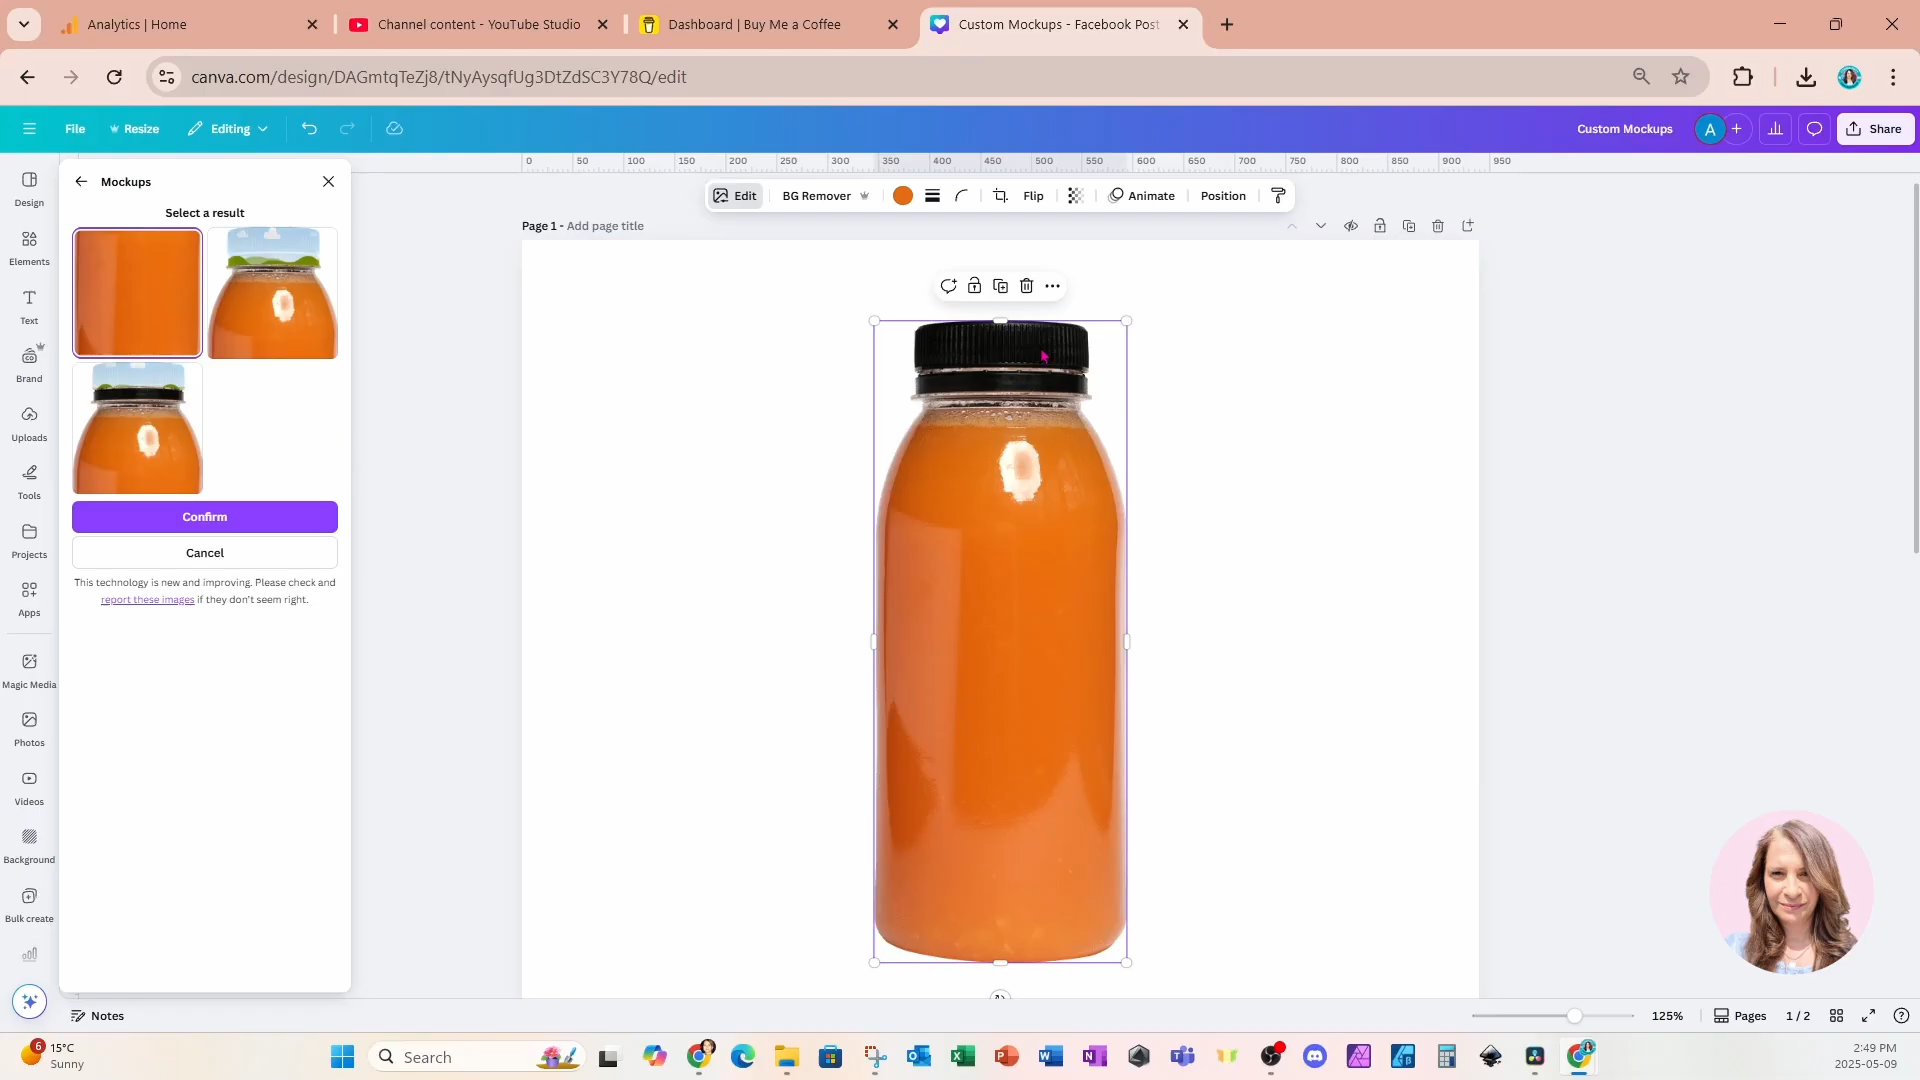 Analytics | Home
Channel content - YouTube Studio
Dashboard | Buy Me a Coffee
Custom Mockups - Facebook Post
canva.com/design/DAGmtqTeZj8/tNyAysqfUg3DtZdSC3Y78Q/edit
File
Resize
Editing
Custom Mockups
A
Share
0 50 100 150 200 250 300 350 400 450 500 550 600 650 700 750 800 850 900 950
Design
Elements
Text
Brand
Uploads
Tools
Projects
Apps
Magic Media
Photos
Videos
Background
Bulk create
Mockups
Select a result
Confirm
Cancel
This technology is new and improving. Please check and
report these images if they don't seem right.
Edit
BG Remover
Flip
Animate
Position
Page 1 - Add page title
Notes
125%
Pages
1 / 2
6
15°C
Sunny
Search
2:49 PM
2025-05-09